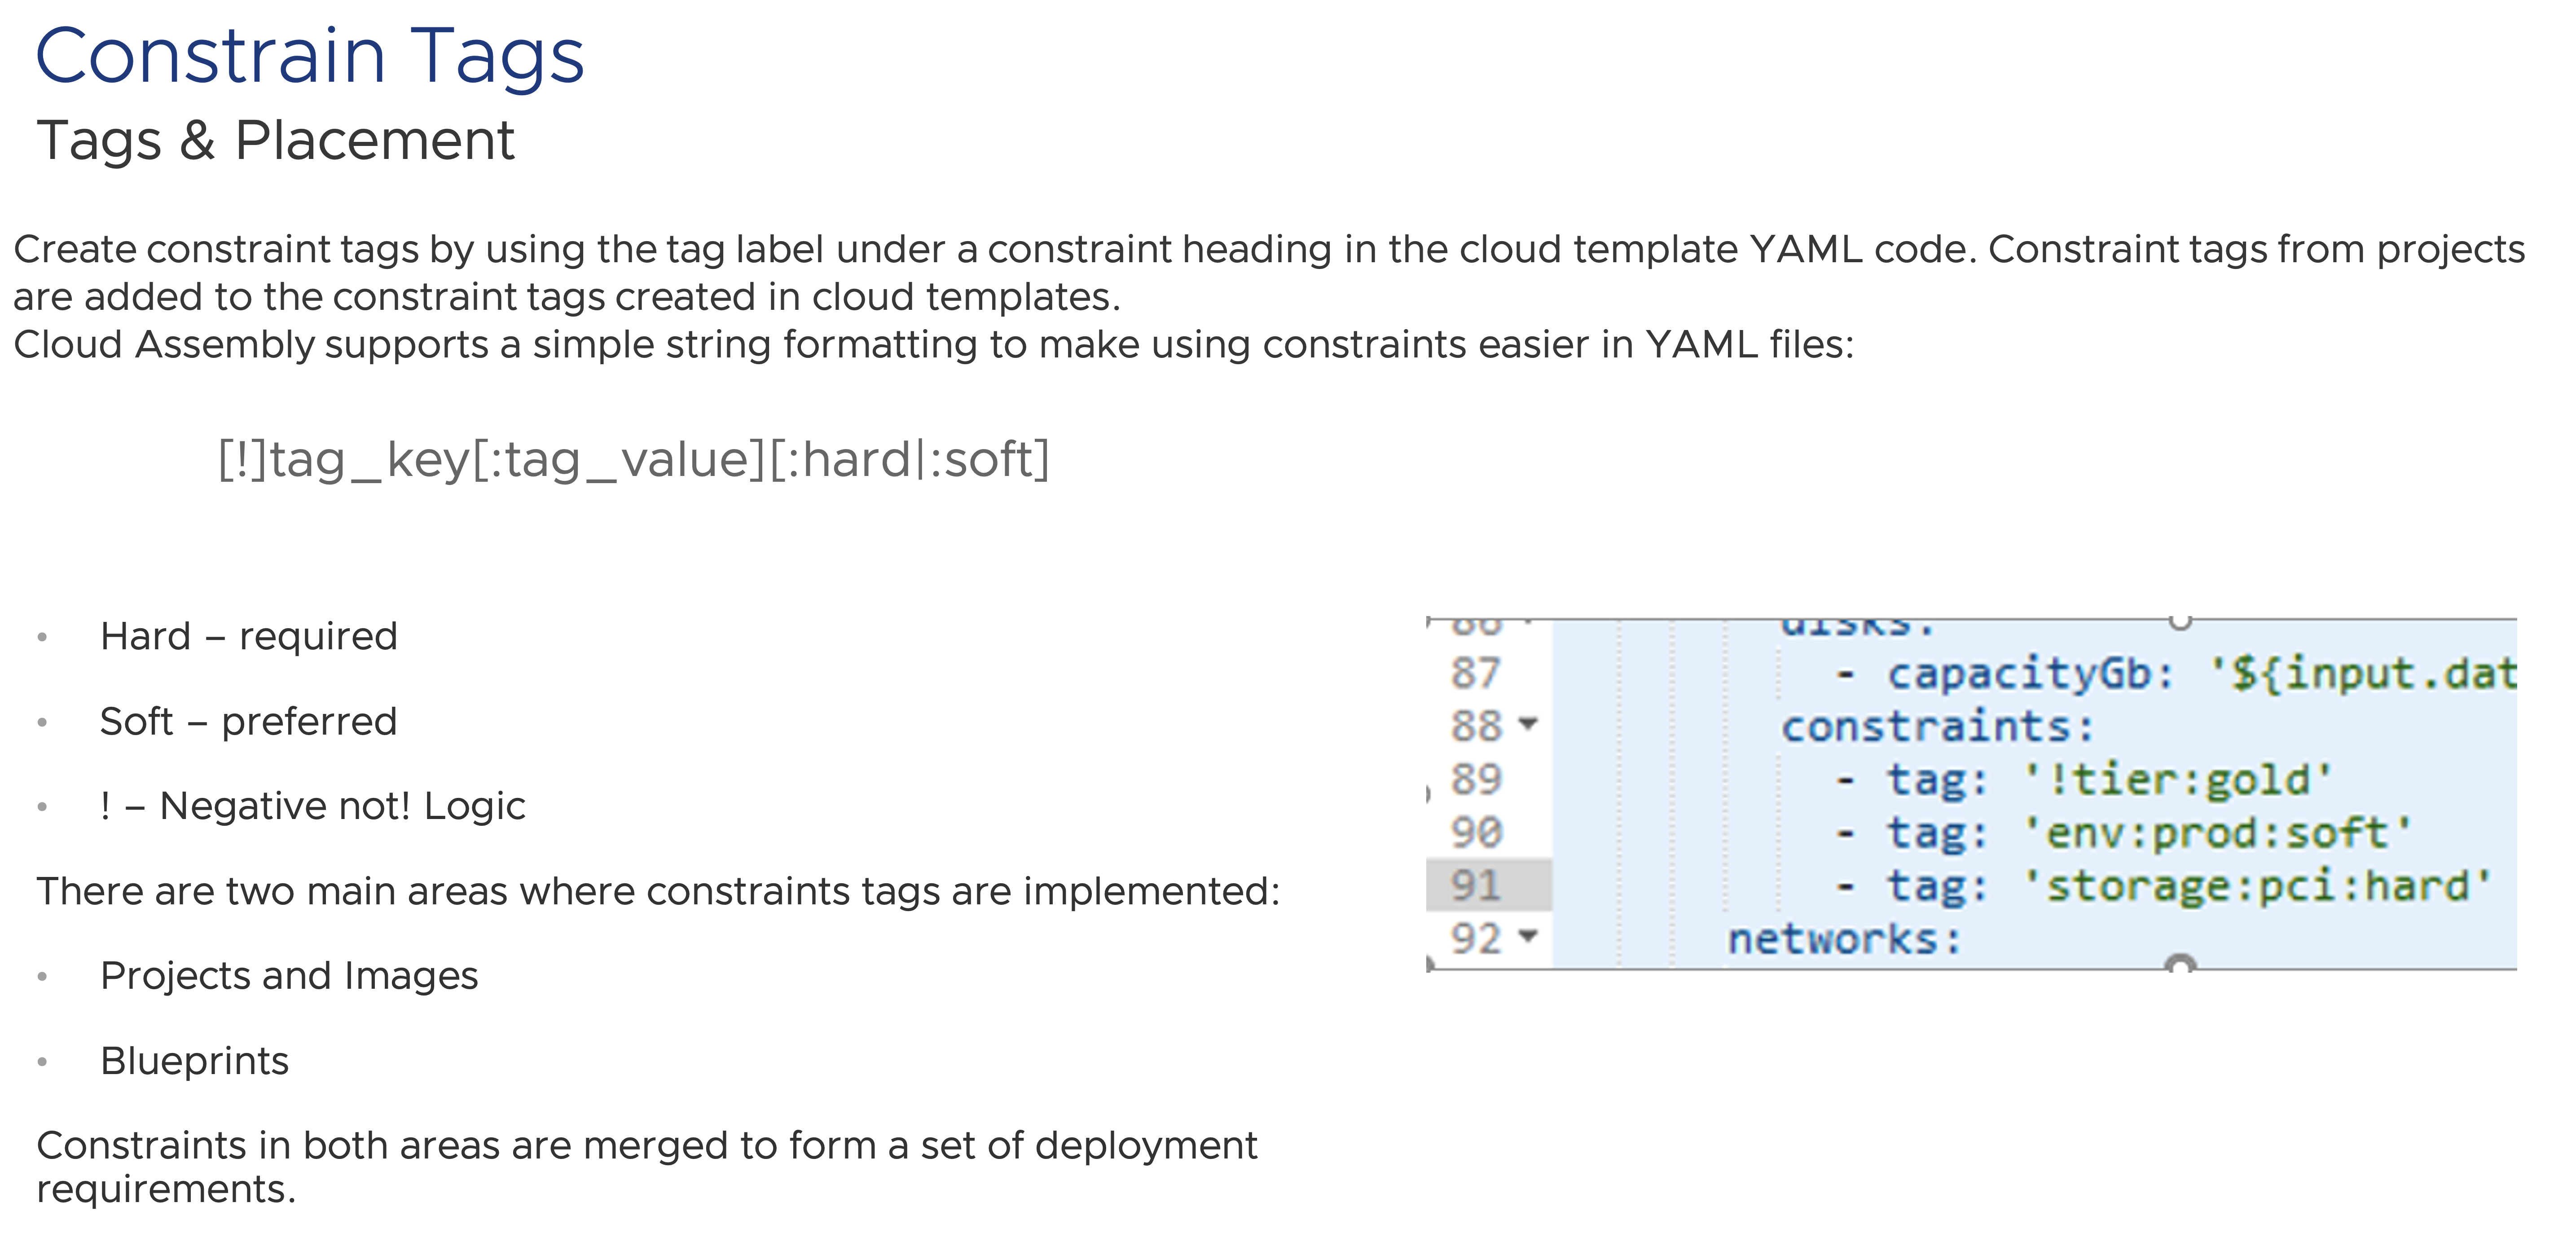 Constrain Tags
Tags & Placement
Create constraint tags by using the tag label under a constraint heading in the cloud template YAML code. Constraint tags from projects
are added to the constraint tags created in cloud templates.
Cloud Assembly supports a simple string formatting to make using constraints easier in YAML files:
[!]tag_key[:tag_value][:hard|:soft]
• Hard – required
• Soft – preferred
• ! – Negative not! Logic
There are two main areas where constraints tags are implemented:
• Projects and Images
• Blueprints
Constraints in both areas are merged to form a set of deployment
requirements.
86 disks:
87 - capacityGb: '${input.dat
88 constraints:
89 - tag: '!tier:gold'
90 - tag: 'env:prod:soft'
91 - tag: 'storage:pci:hard'
92 networks: